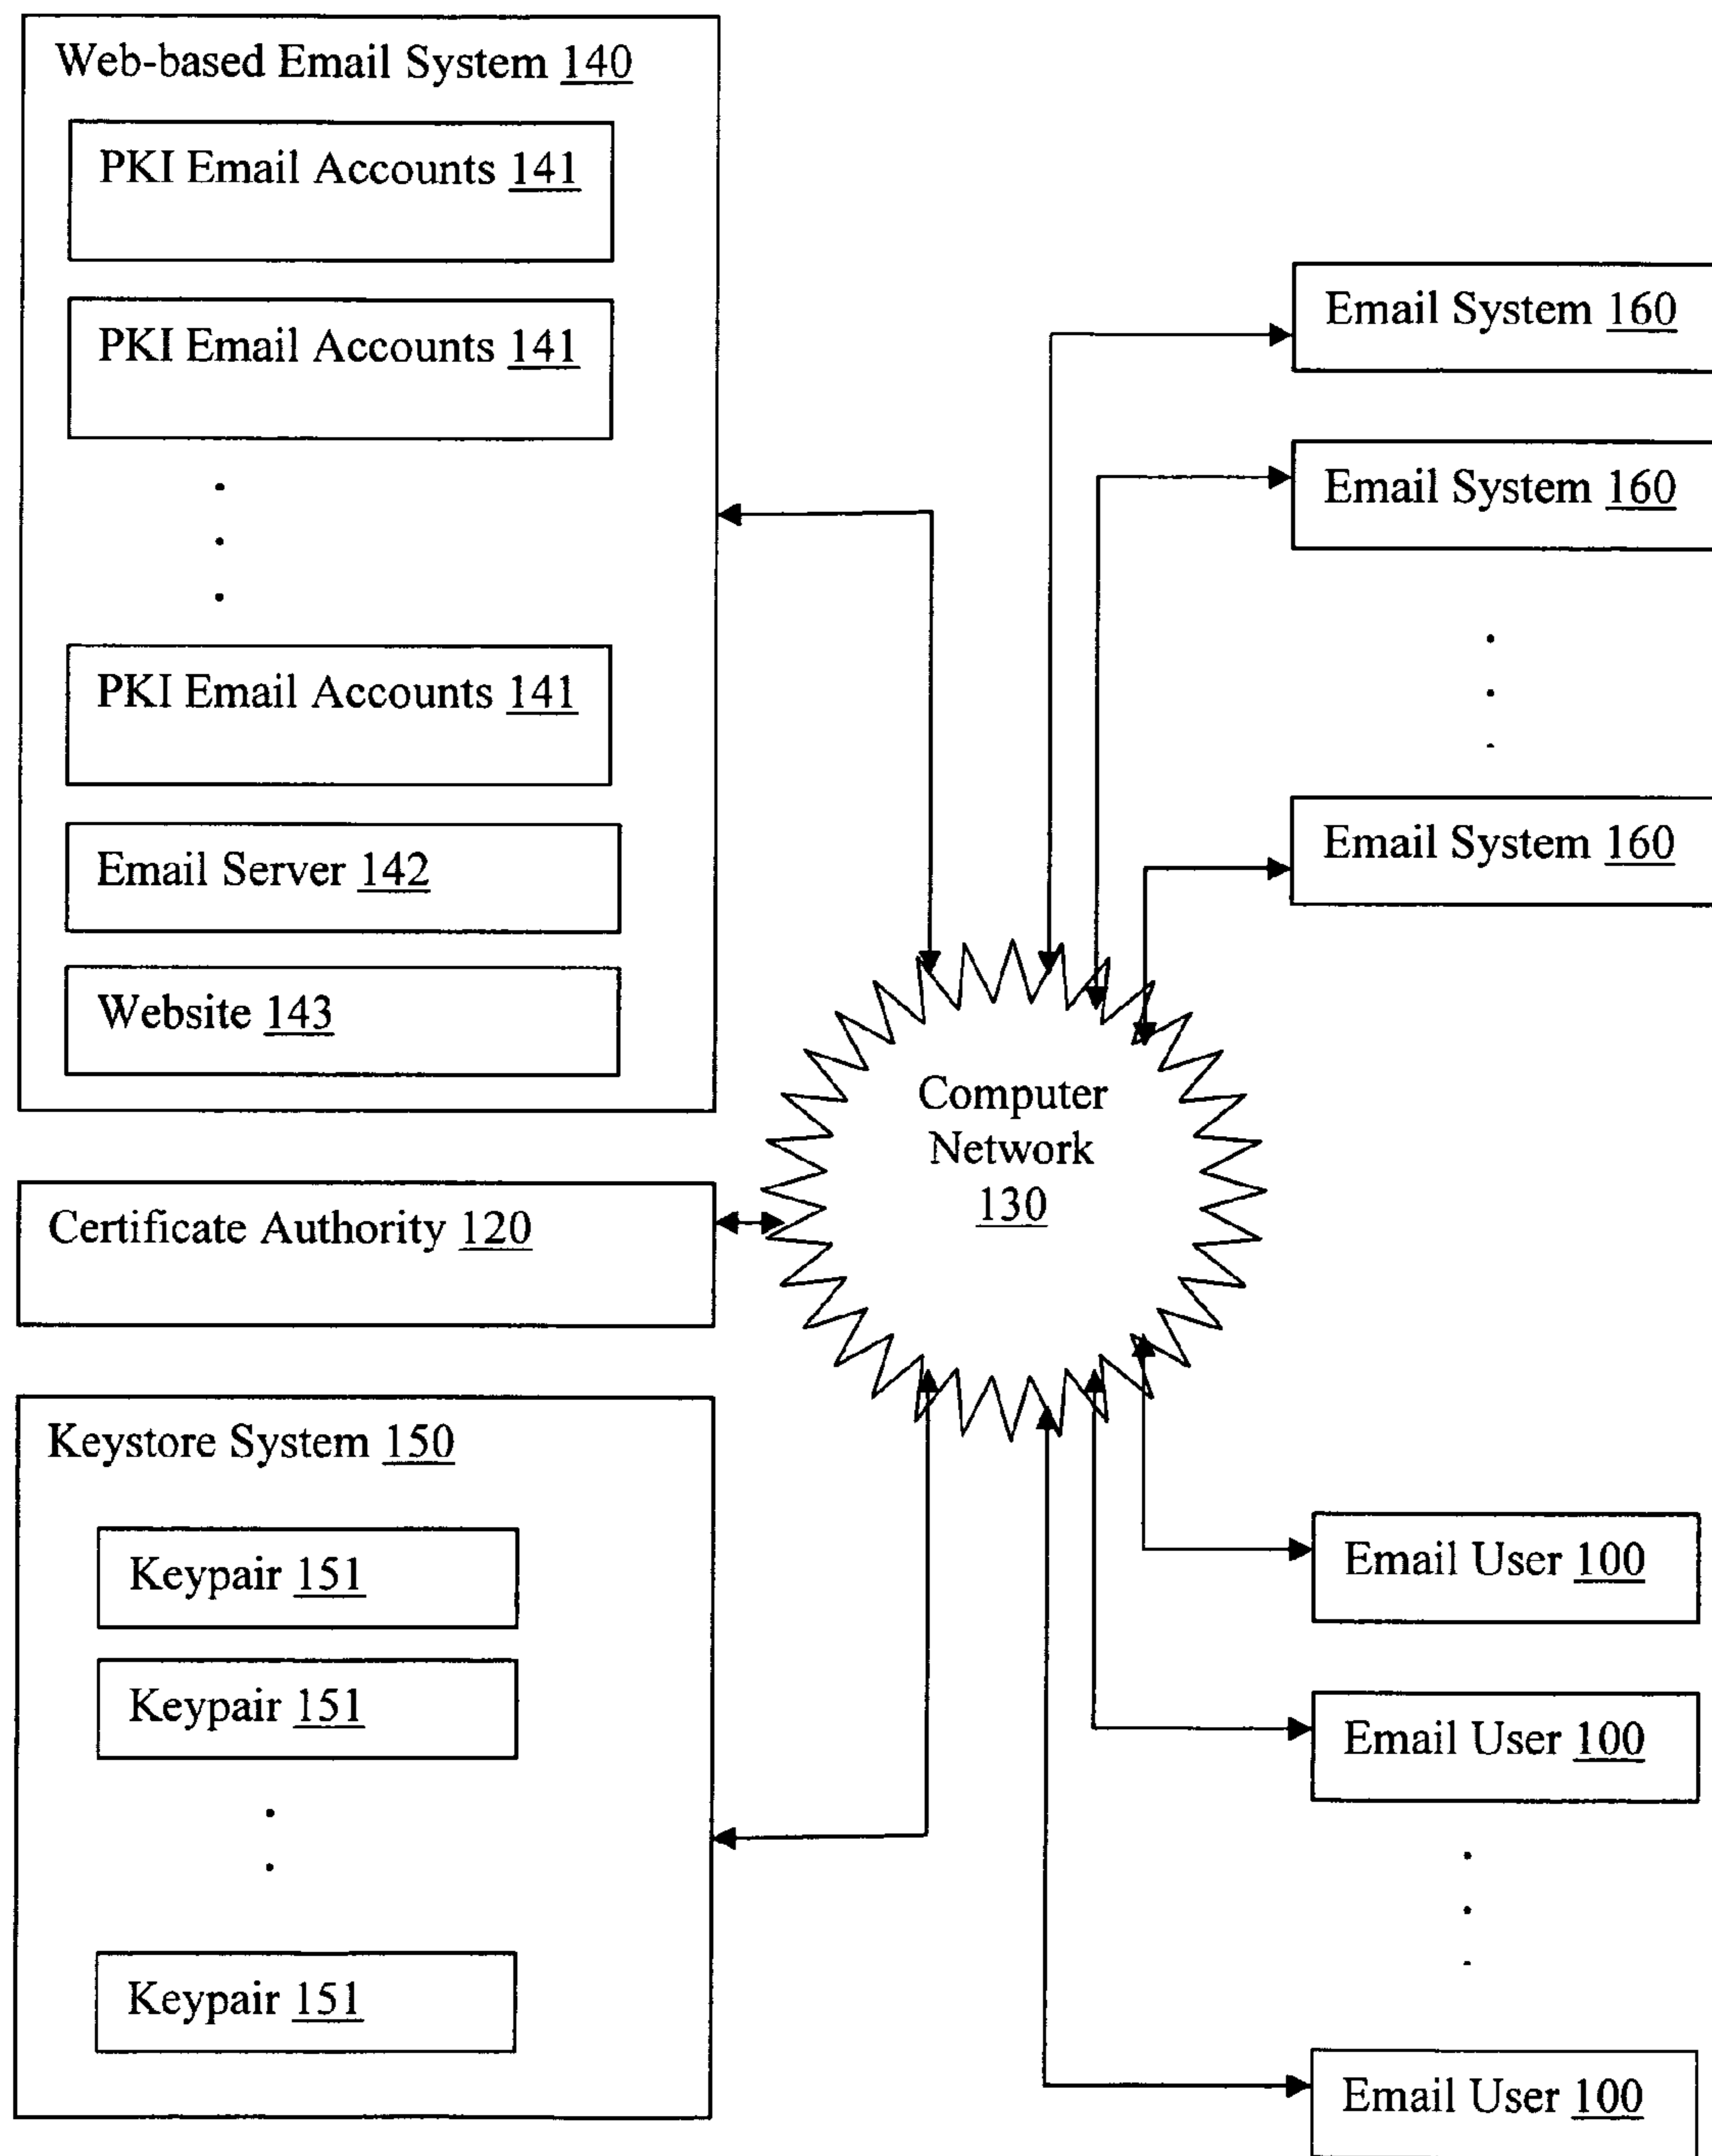 Web-based Email System 140
PKI Email Accounts 141
PKI Email Accounts 141
PKI Email Accounts 141
Email Server 142
Website 143
Certificate Authority 120
Keystore System 150
Keypair 151
Keypair 151
Keypair 151
Computer
Network
130
Email System 160
Email System 160
Email System 160
Email User 100
Email User 100
Email User 100